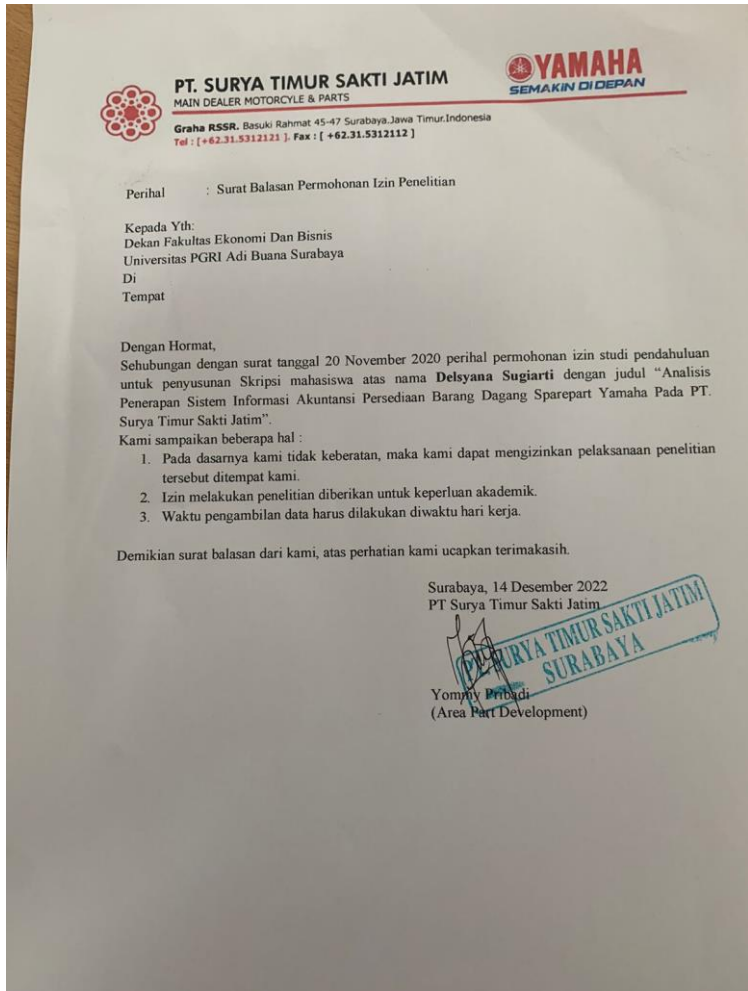 PT. SURYA TIMUR SAKTI JATIM
MAIN DEALER MOTORCYLE & PARTS
YAMAHA
SEMAKIN DI DEPAN
Graha RSSR. Basuki Rahmat 45-47 Surabaya.Jawa Timur.Indonesia
Tel : [+62.31.5312121 ]. Fax : [ +62.31.5312112 ]
Perihal : Surat Balasan Permohonan Izin Penelitian
Kepada Yth:
Dekan Fakultas Ekonomi Dan Bisnis
Universitas PGRI Adi Buana Surabaya
Di
Tempat
Dengan Hormat,
Sehubungan dengan surat tanggal 20 November 2020 perihal permohonan izin studi pendahuluan
untuk penyusunan Skripsi mahasiswa atas nama Delsyana Sugiarti dengan judul “Analisis
Penerapan Sistem Informasi Akuntansi Persediaan Barang Dagang Sparepart Yamaha Pada PT.
Surya Timur Sakti Jatim”.
Kami sampaikan beberapa hal :
1. Pada dasarnya kami tidak keberatan, maka kami dapat mengizinkan pelaksanaan penelitian
tersebut ditempat kami.
2. Izin melakukan penelitian diberikan untuk keperluan akademik.
3. Waktu pengambilan data harus dilakukan diwaktu hari kerja.
Demikian surat balasan dari kami, atas perhatian kami ucapkan terimakasih.
Surabaya, 14 Desember 2022
PT Surya Timur Sakti Jatim
PT. SURYA TIMUR SAKTI JATIM
SURABAYA
Yommy Pribadi
(Area Part Development)